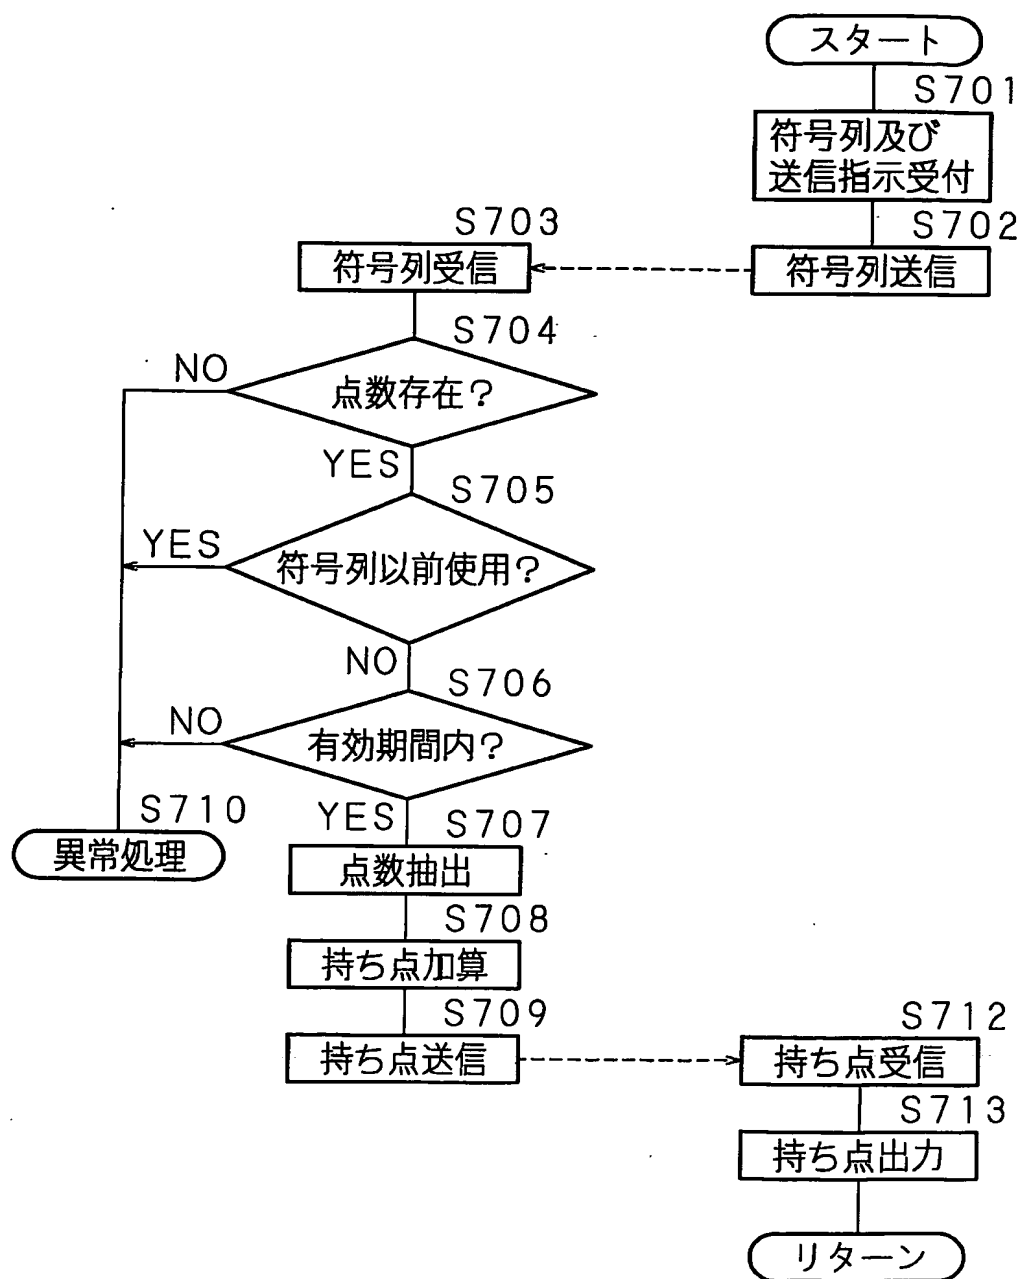 スタート
S701
符号列及び
送信指示受付
S702
符号列送信
S703
符号列受信
S704
点数存在?
NO
YES
S705
符号列以前使用?
YES
NO
S706
有効期間内?
NO
YES
S710
異常処理
S707
点数抽出
S708
持ち点加算
S709
持ち点送信
S712
持ち点受信
S713
持ち点出力
リターン